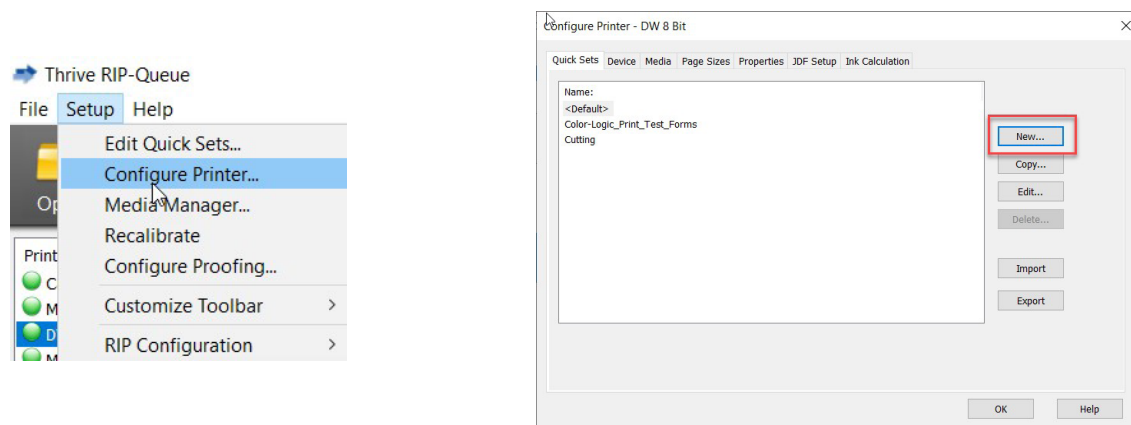 Thrive RIP-Queue
File Setup Help
Edit Quick Sets...
Configure Printer...
Media Manager...
Recalibrate
Configure Proofing...
Customize Toolbar
RIP Configuration
Op
Print
C
M
D
M
Configure Printer - DW 8 Bit
Quick Sets Device Media Page Sizes Properties JDF Setup Ink Calculation
Name:
<Default>
Color-Logic_Print_Test_Forms
Cutting
New...
Copy...
Edit...
Delete...
Import
Export
OK Help